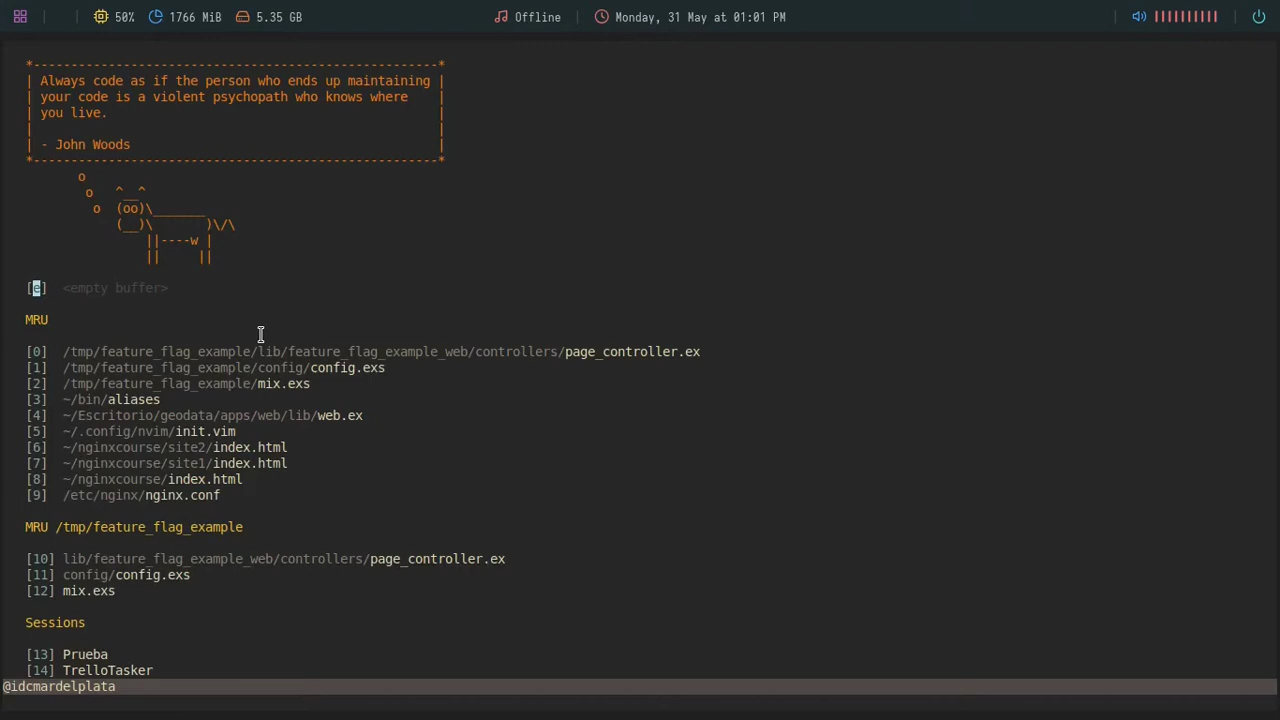 50% 1766 MiB 5.35 GB Offline Monday, 31 May at 01:01 PM
*------------------------------------------------------*
| Always code as if the person who ends up maintaining |
| your code is a violent psychopath who knows where    |
| you live.                                            |
|                                                      |
| - John Woods                                         |
*------------------------------------------------------*
       o
        o   ^__^
         o  (oo)\_______
            (__)\       )\/\
                ||----w |
                ||     ||
[e]  <empty buffer>
MRU
[0]  /tmp/feature_flag_example/lib/feature_flag_example_web/controllers/page_controller.ex
[1]  /tmp/feature_flag_example/config/config.exs
[2]  /tmp/feature_flag_example/mix.exs
[3]  ~/bin/aliases
[4]  ~/Escritorio/geodata/apps/web/lib/web.ex
[5]  ~/.config/nvim/init.vim
[6]  ~/nginxcourse/site2/index.html
[7]  ~/nginxcourse/site1/index.html
[8]  ~/nginxcourse/index.html
[9]  /etc/nginx/nginx.conf
MRU /tmp/feature_flag_example
[10] lib/feature_flag_example_web/controllers/page_controller.ex
[11] config/config.exs
[12] mix.exs
Sessions
[13] Prueba
[14] TrelloTasker
@idcmardelplata